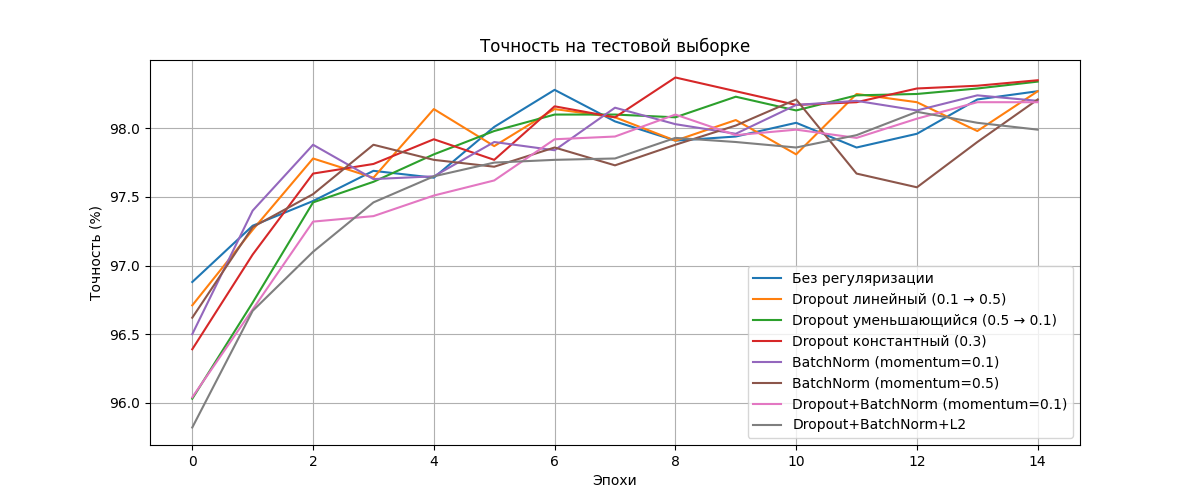 Точность на тестовой выборке
Точность (%)
98.0
97.5
97.0
96.5
96.0
0 2 4 6 8 10 12 14
Эпохи
Без регуляризации
Dropout линейный (0.1 → 0.5)
Dropout уменьшающийся (0.5 → 0.1)
Dropout константный (0.3)
BatchNorm (momentum=0.1)
BatchNorm (momentum=0.5)
Dropout+BatchNorm (momentum=0.1)
Dropout+BatchNorm+L2